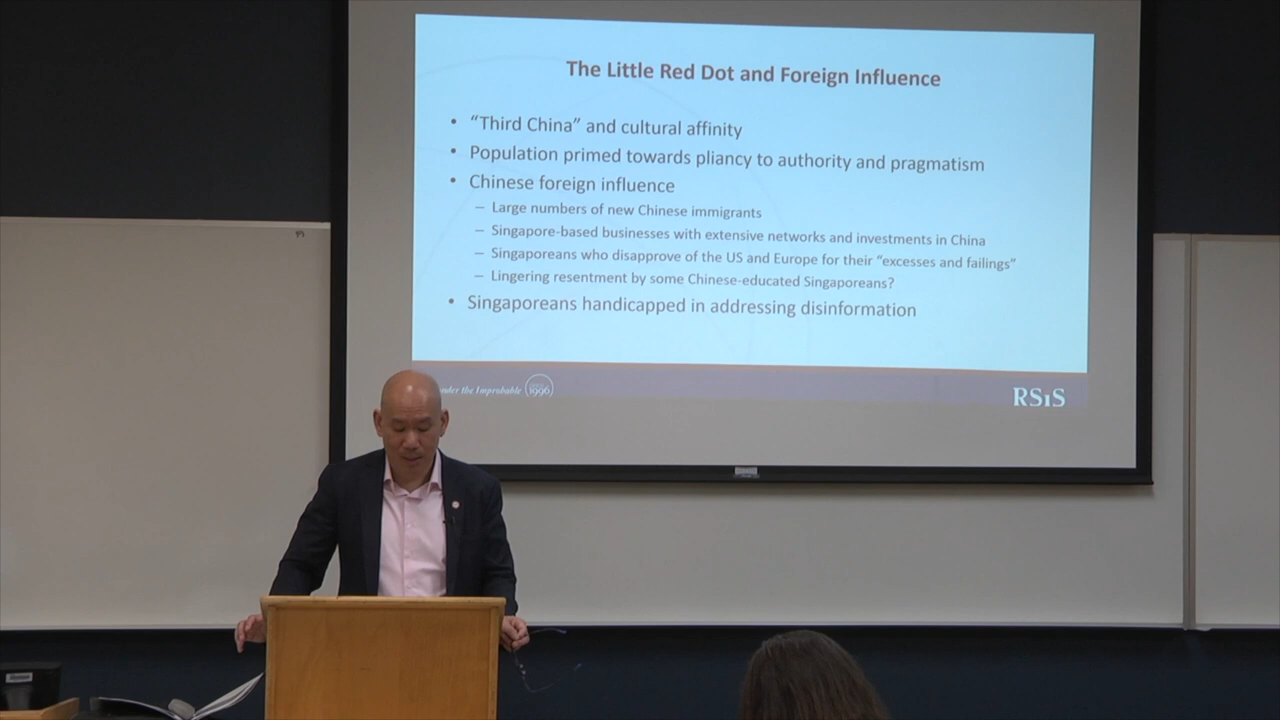 The Little Red Dot and Foreign Influence
• “Third China” and cultural affinity
• Population primed towards pliancy to authority and pragmatism
• Chinese foreign influence
– Large numbers of new Chinese immigrants
– Singapore-based businesses with extensive networks and investments in China
– Singaporeans who disapprove of the US and Europe for their “excesses and failings”
– Lingering resentment by some Chinese-educated Singaporeans?
• Singaporeans handicapped in addressing disinformation
the Improbable 1996
RSiS